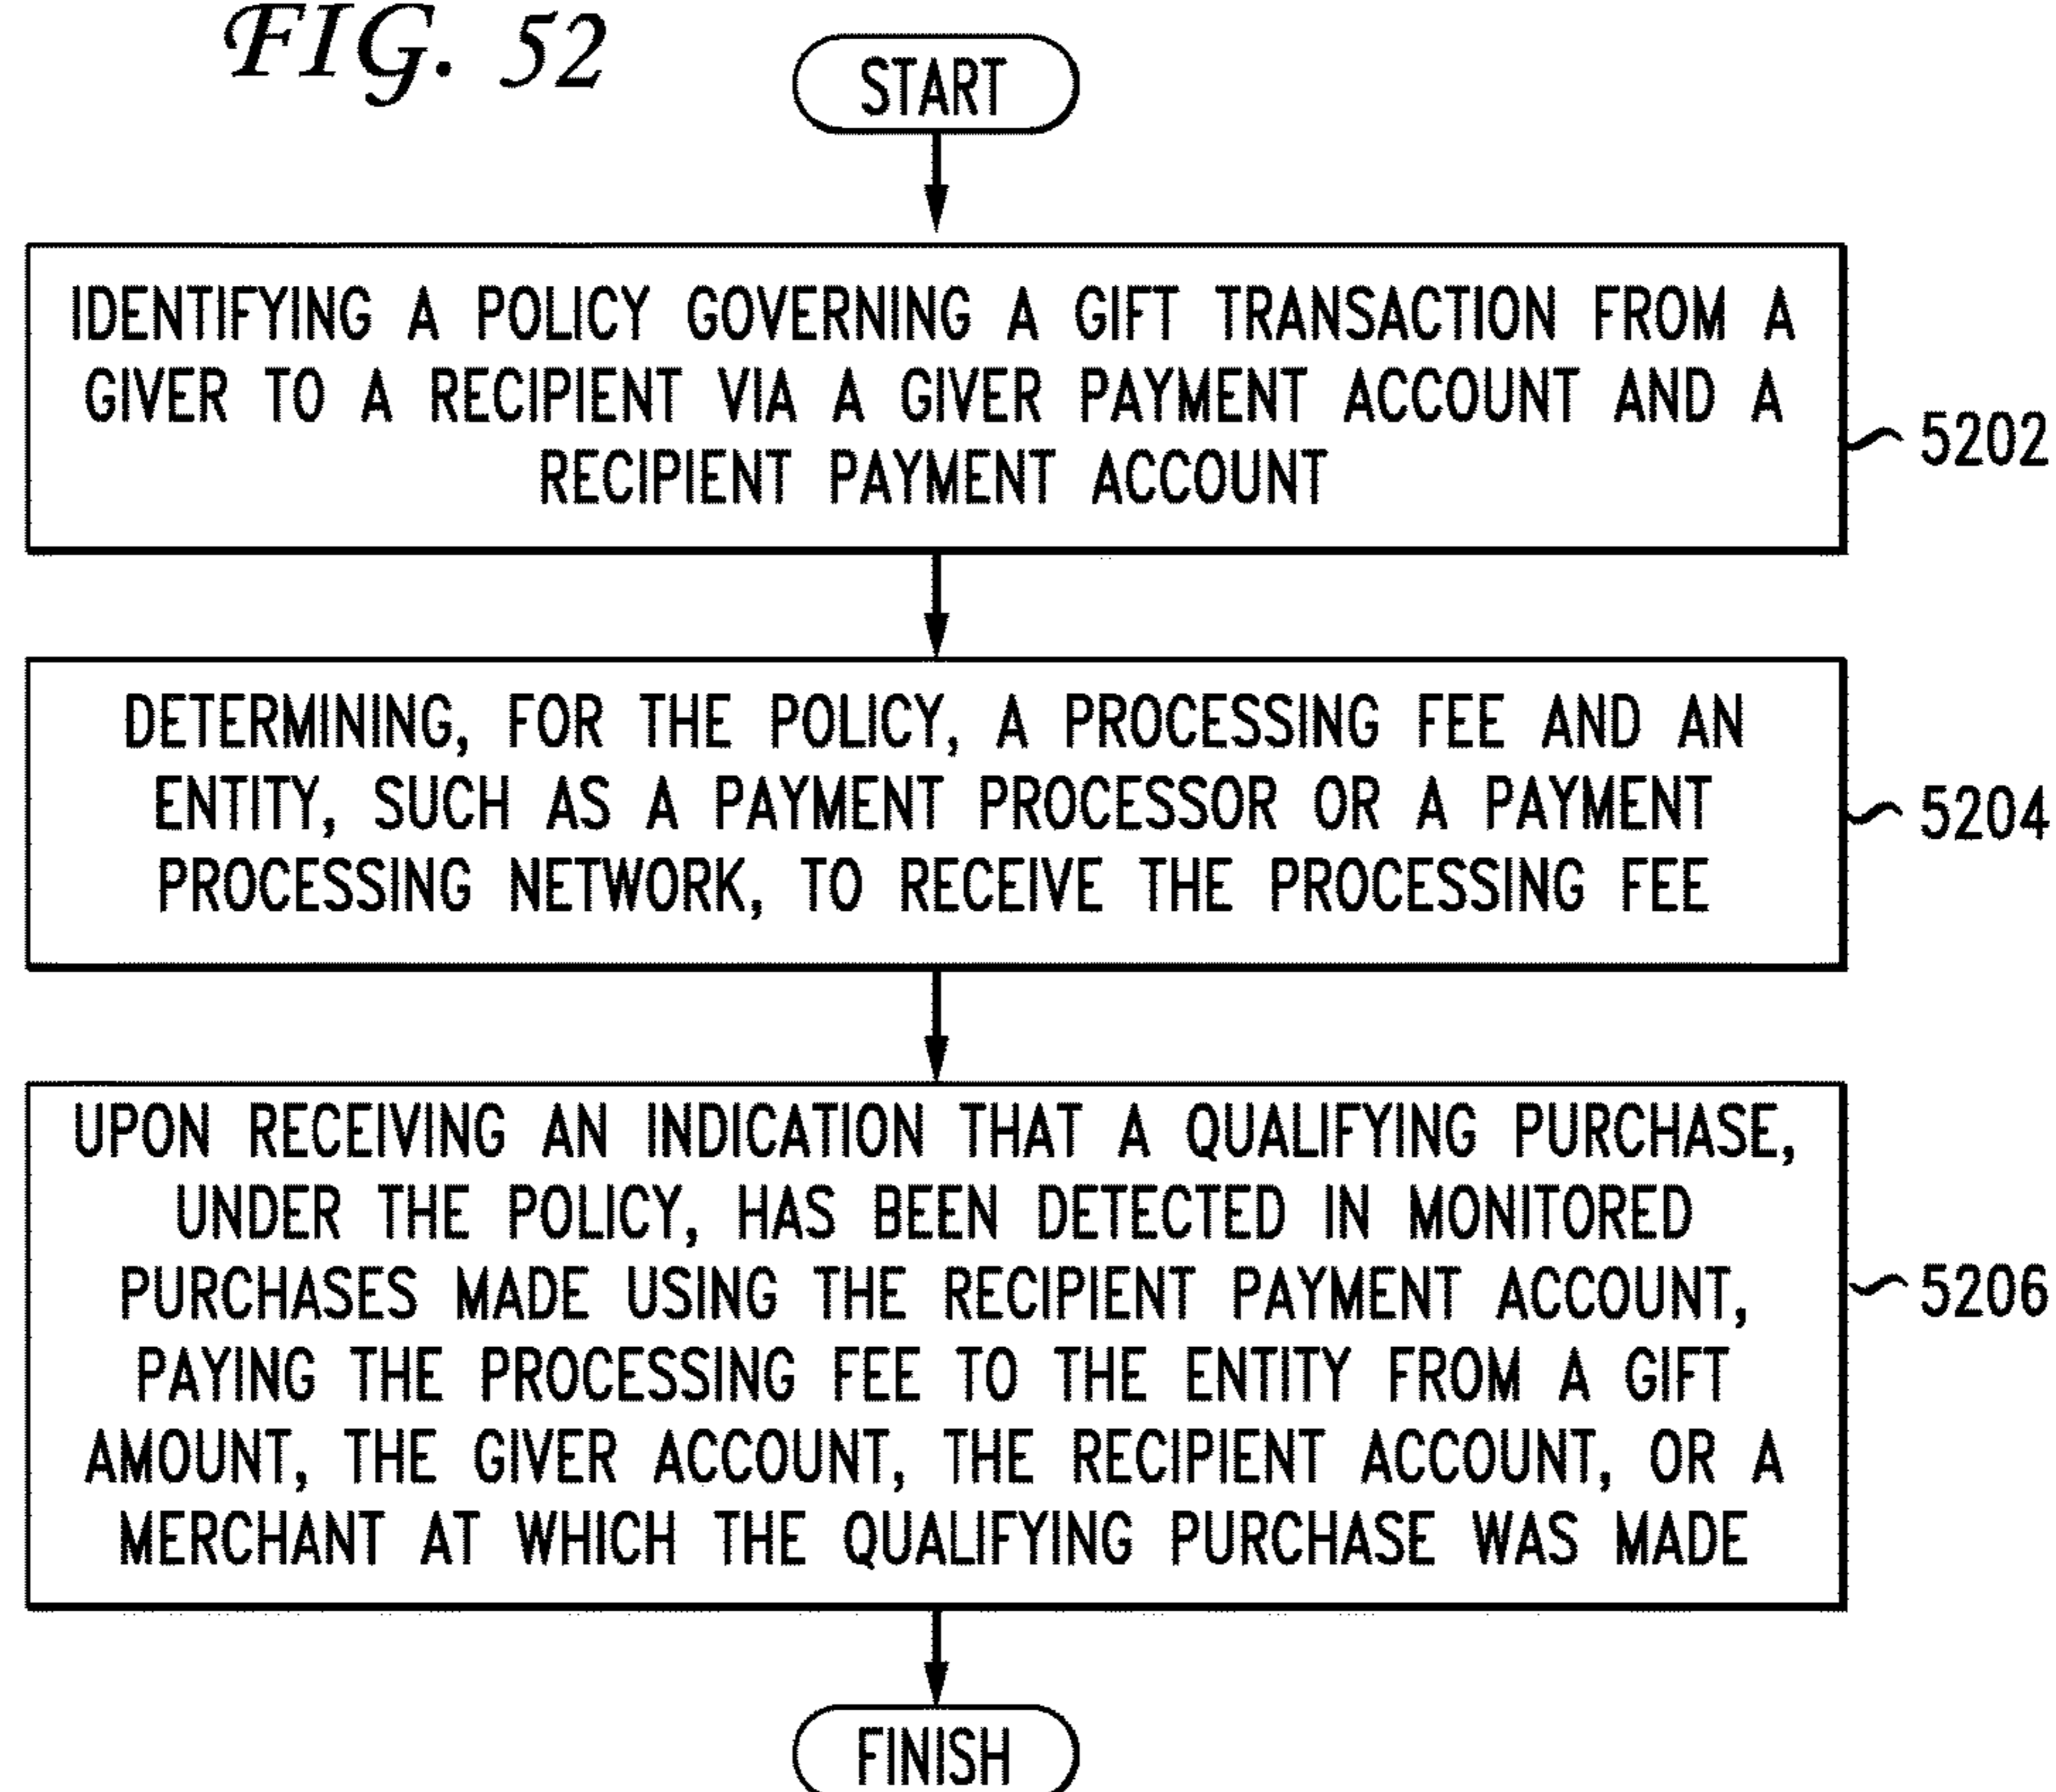 FIG. 52
START
IDENTIFYING A POLICY GOVERNING A GIFT TRANSACTION FROM A
GIVER TO A RECIPIENT VIA A GIVER PAYMENT ACCOUNT AND A
RECIPIENT PAYMENT ACCOUNT
5202
DETERMINING, FOR THE POLICY, A PROCESSING FEE AND AN
ENTITY, SUCH AS A PAYMENT PROCESSOR OR A PAYMENT
PROCESSING NETWORK, TO RECEIVE THE PROCESSING FEE
5204
UPON RECEIVING AN INDICATION THAT A QUALIFYING PURCHASE,
UNDER THE POLICY, HAS BEEN DETECTED IN MONITORED
PURCHASES MADE USING THE RECIPIENT PAYMENT ACCOUNT,
PAYING THE PROCESSING FEE TO THE ENTITY FROM A GIFT
AMOUNT, THE GIVER ACCOUNT, THE RECIPIENT ACCOUNT, OR A
MERCHANT AT WHICH THE QUALIFYING PURCHASE WAS MADE
5206
FINISH